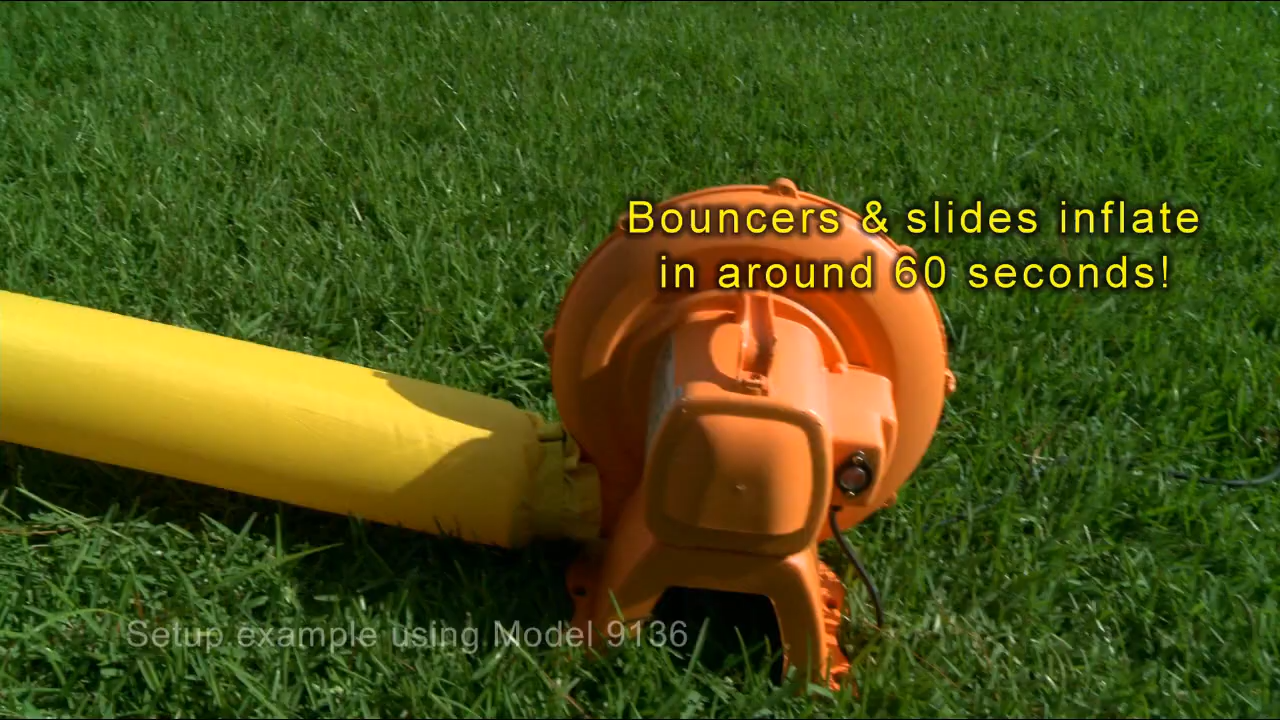 Bouncers & slides inflate
in around 60 seconds!
Setup example using Model 9136